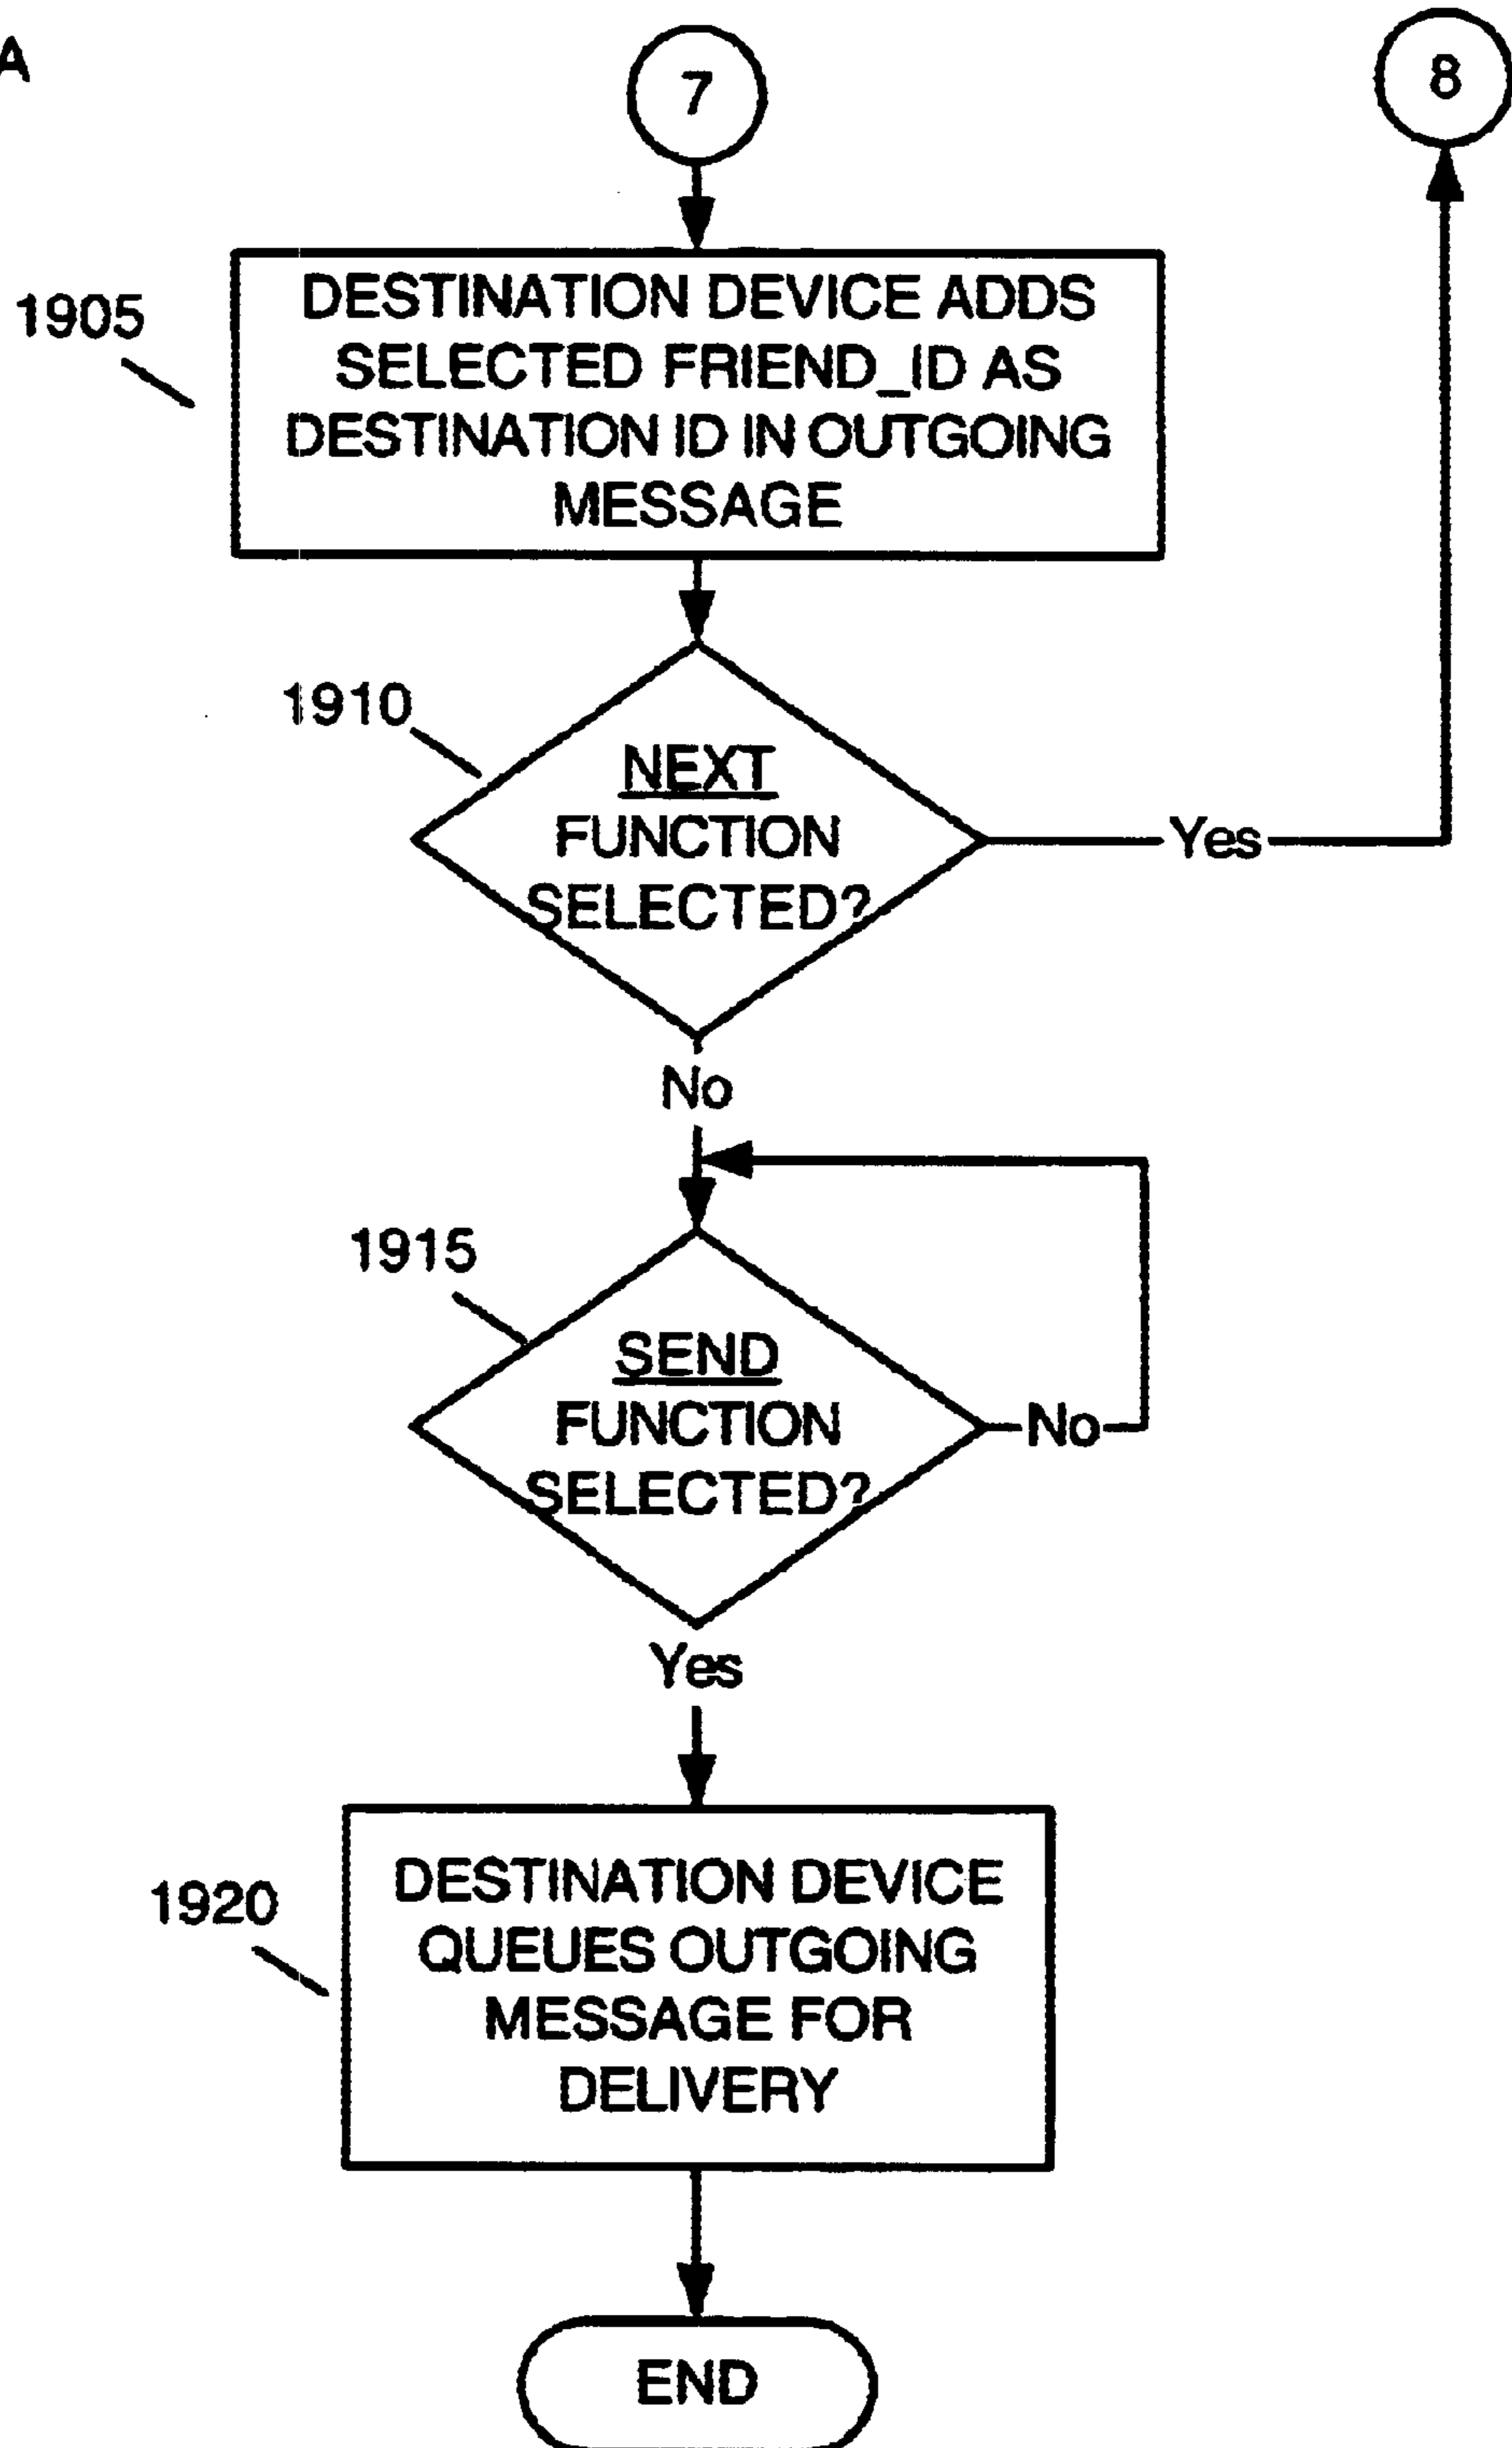 A
7
8
1905
DESTINATION DEVICE ADDS
SELECTED FRIEND_ID AS
DESTINATION ID IN OUTGOING
MESSAGE
1910
NEXT
FUNCTION
SELECTED?
Yes
No
1915
SEND
FUNCTION
SELECTED?
No
Yes
1920
DESTINATION DEVICE
QUEUES OUTGOING
MESSAGE FOR
DELIVERY
END